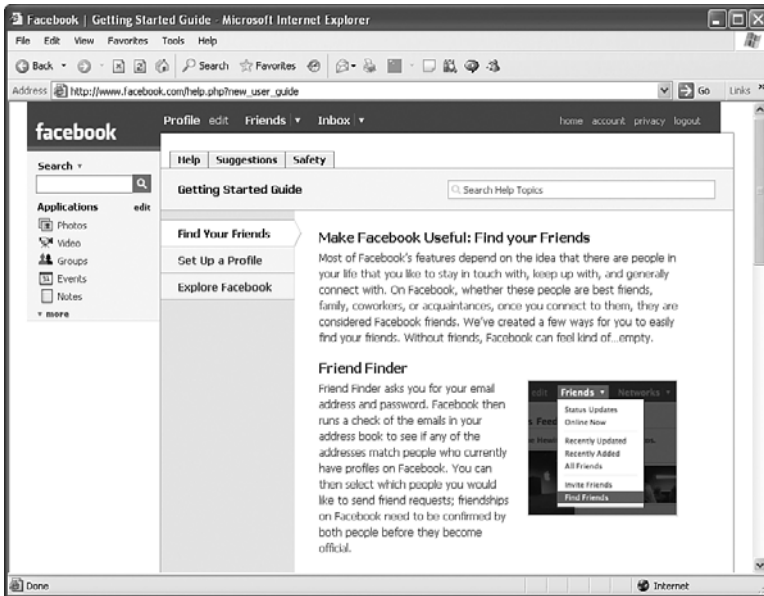 Facebook | Getting Started Guide - Microsoft Internet Explorer
File Edit View Favorites Tools Help
Back Search Favorites
Address http://www.facebook.com/help.php?new_user_guide Go Links »
facebook
Profile edit Friends Inbox home account privacy logout
Search
Applications edit
Photos
Video
Groups
31 Events
Notes
more
Help Suggestions Safety
Getting Started Guide Search Help Topics
Find Your Friends
Set Up a Profile
Explore Facebook
Make Facebook Useful: Find your Friends
Most of Facebook's features depend on the idea that there are people in
your life that you like to stay in touch with, keep up with, and generally
connect with. On Facebook, whether these people are best friends,
family, coworkers, or acquaintances, once you connect to them, they are
considered Facebook friends. We've created a few ways for you to easily
find your friends. Without friends, Facebook can feel kind of...empty.
Friend Finder
Friend Finder asks you for your email
address and password. Facebook then
runs a check of the emails in your
address book to see if any of the
addresses match people who currently
have profiles on Facebook. You can
then select which people you would
like to send friend requests; friendships
on Facebook need to be confirmed by
both people before they become
official.
edit Friends Networks
Status Updates
Online Now
Recently Updated
Recently Added
All Friends
Invite Friends
Find Friends
Done Internet